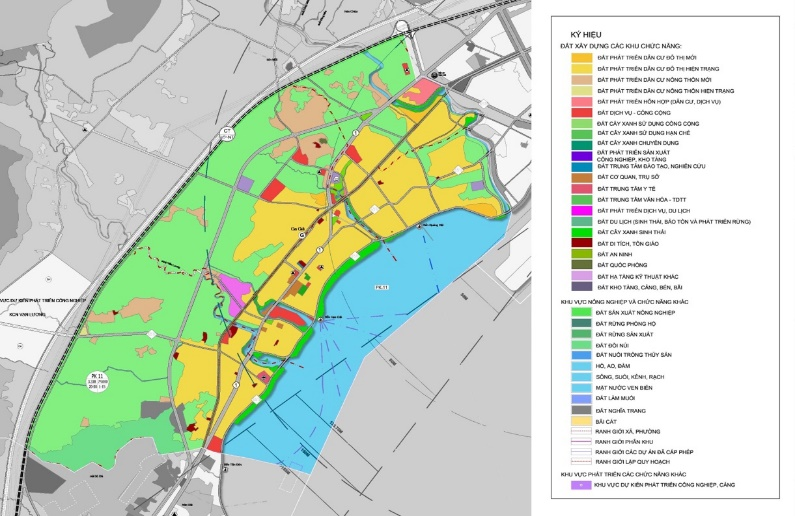 PK.11
KCN VẠN LƯƠNG
PK 11
CT
KÝ HIỆU
ĐẤT XÂY DỰNG CÁC KHU CHỨC NĂNG:
ĐẤT PHÁT TRIỂN DÂN CƯ ĐÔ THỊ MỚI
ĐẤT PHÁT TRIỂN DÂN CƯ ĐÔ THỊ HIỆN TRẠNG
ĐẤT PHÁT TRIỂN DÂN CƯ NÔNG THÔN MỚI
ĐẤT PHÁT TRIỂN DÂN CƯ NÔNG THÔN HIỆN TRẠNG
ĐẤT PHÁT TRIỂN HỖN HỢP (DÂN CƯ, DỊCH VỤ)
ĐẤT DỊCH VỤ - CÔNG CỘNG
ĐẤT CÂY XANH SỬ DỤNG CÔNG CỘNG
ĐẤT CÂY XANH SỬ DỤNG HẠN CHẾ
ĐẤT CÂY XANH CHUYÊN DỤNG
ĐẤT PHÁT TRIỂN SẢN XUẤT
CÔNG NGHIỆP, KHO TÀNG
ĐẤT TRUNG TÂM ĐÀO TẠO, NGHIÊN CỨU
ĐẤT CƠ QUAN, TRỤ SỞ
ĐẤT TRUNG TÂM Y TẾ
ĐẤT TRUNG TÂM VĂN HÓA - TDTT
ĐẤT PHÁT TRIỂN DỊCH VỤ, DU LỊCH
ĐẤT DU LỊCH (SINH THÁI, BẢO TỒN VÀ PHÁT TRIỂN RỪNG)
ĐẤT CÂY XANH SINH THÁI
ĐẤT DI TÍCH, TÔN GIÁO
ĐẤT AN NINH
ĐẤT QUỐC PHÒNG
ĐẤT HẠ TẦNG KỸ THUẬT KHÁC
ĐẤT KHO TÀNG, CẢNG, BẾN, BÃI
KHU VỰC NÔNG NGHIỆP VÀ CHỨC NĂNG KHÁC
ĐẤT SẢN XUẤT NÔNG NGHIỆP
ĐẤT RỪNG PHÒNG HỘ
ĐẤT RỪNG SẢN XUẤT
ĐẤT ĐỒI NÚI
ĐẤT NUÔI TRỒNG THỦY SẢN
HỒ, AO, ĐẦM
SÔNG, SUỐI, KÊNH, RẠCH
MẶT NƯỚC VEN BIỂN
ĐẤT LÀM MUỐI
ĐẤT NGHĨA TRANG
BÃI CÁT
RANH GIỚI XÃ, PHƯỜNG
RANH GIỚI PHÂN KHU
RANH GIỚI CÁC DỰ ÁN ĐÃ CẤP PHÉP
RANH GIỚI LẬP QUY HOẠCH
KHU VỰC PHÁT TRIỂN CÁC CHỨC NĂNG KHÁC
KHU VỰC DỰ KIẾN PHÁT TRIỂN CÔNG NGHIỆP, CẢNG